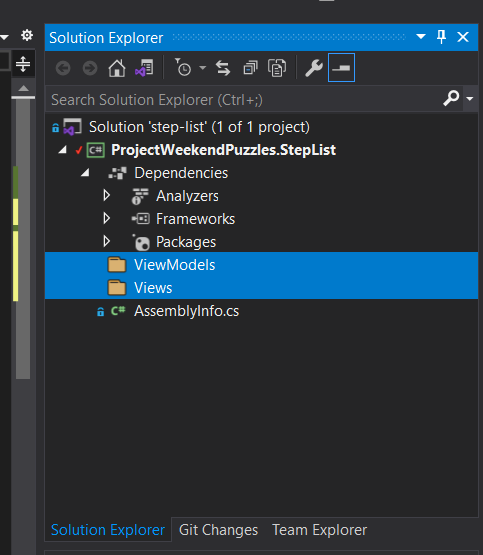 Solution Explorer
Search Solution Explorer (Ctrl+;)
Solution 'step-list' (1 of 1 project)
C# ProjectWeekendPuzzles.StepList
Dependencies
Analyzers
Frameworks
Packages
ViewModels
Views
C# AssemblyInfo.cs
Solution Explorer Git Changes Team Explorer